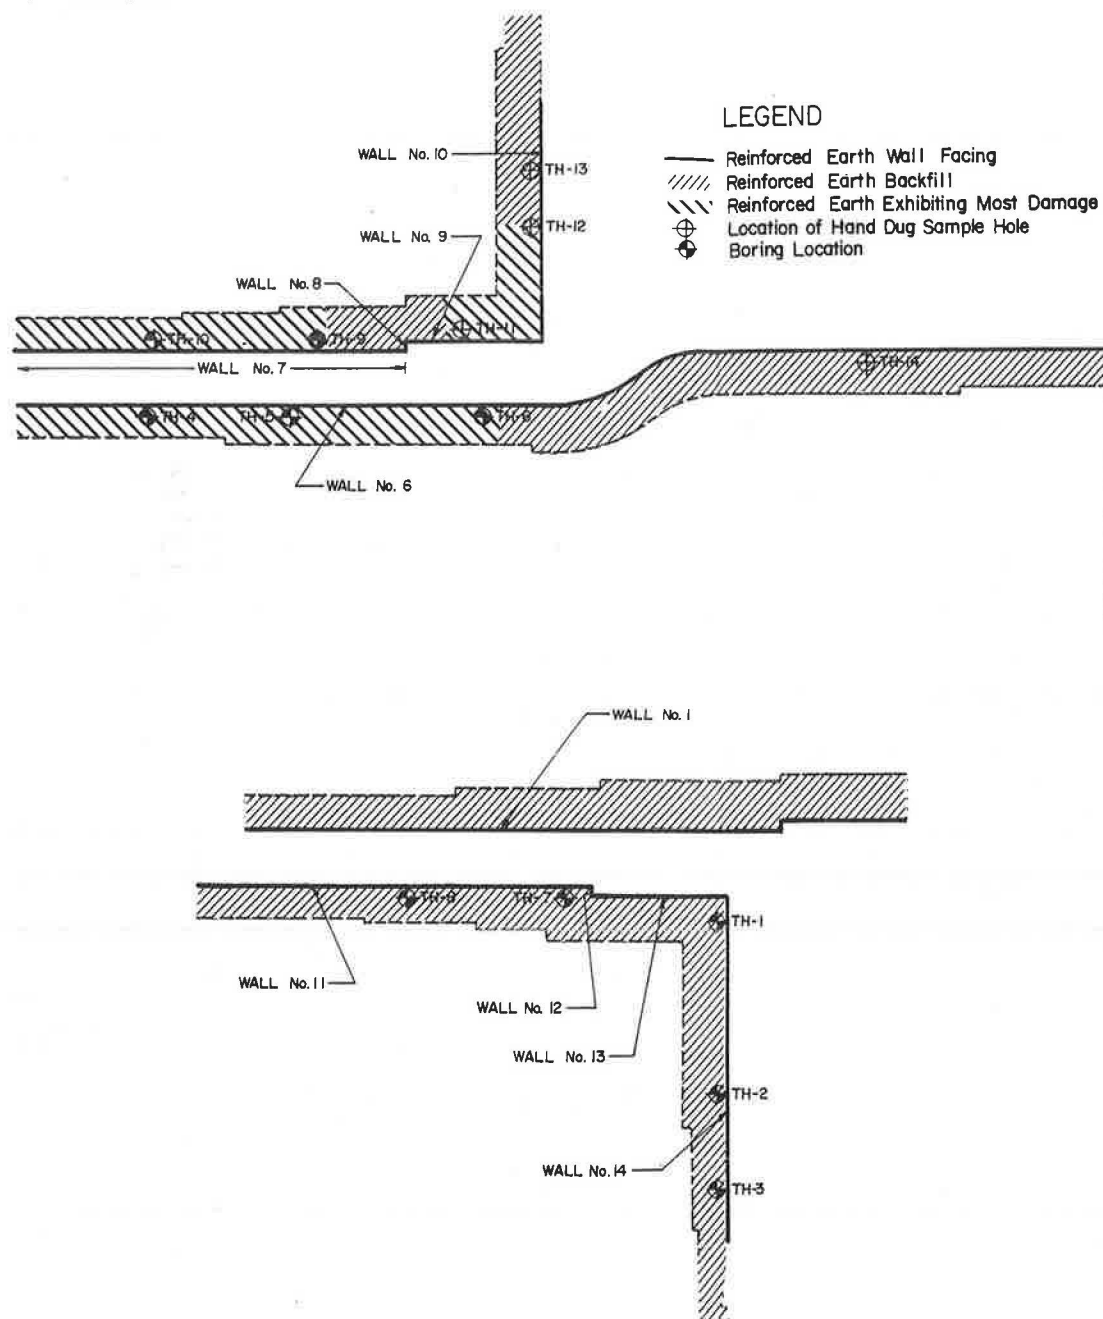 LEGEND
Reinforced Earth Wall Facing
Reinforced Earth Backfill
Reinforced Earth Exhibiting Most Damage
Location of Hand Dug Sample Hole
Boring Location
WALL No. 10
TH-13
TH-12
WALL No. 9
WALL No. 8
TH-11
TH-10
TH-9
WALL No. 7
TH-14
TH-4
TH-5
TH-6
WALL No. 6
WALL No. 1
TH-8
TH-7
TH-1
WALL No. 11
WALL No. 12
WALL No. 13
TH-2
WALL No. 14
TH-3